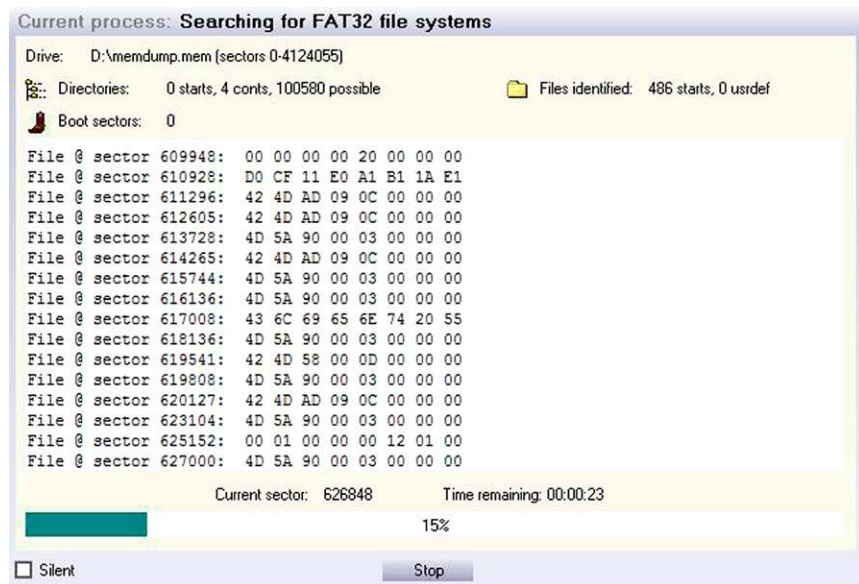 Current process: Searching for FAT32 file systems
Drive: D:\memdump.mem (sectors 0-4124055)
Directories: 0 starts, 4 conts, 100580 possible Files identified: 486 starts, 0 usrdef
Boot sectors: 0
File @ sector 609948: 00 00 00 00 20 00 00 00
File @ sector 610928: D0 CF 11 E0 A1 B1 1A E1
File @ sector 611296: 42 4D AD 09 0C 00 00 00
File @ sector 612605: 42 4D AD 09 0C 00 00 00
File @ sector 613728: 4D 5A 90 00 03 00 00 00
File @ sector 614265: 42 4D AD 09 0C 00 00 00
File @ sector 615744: 4D 5A 90 00 03 00 00 00
File @ sector 616136: 4D 5A 90 00 03 00 00 00
File @ sector 617008: 43 6C 69 65 6E 74 20 55
File @ sector 618136: 4D 5A 90 00 03 00 00 00
File @ sector 619541: 42 4D 58 00 0D 00 00 00
File @ sector 619808: 4D 5A 90 00 03 00 00 00
File @ sector 620127: 42 4D AD 09 0C 00 00 00
File @ sector 623104: 4D 5A 90 00 03 00 00 00
File @ sector 625152: 00 01 00 00 00 12 01 00
File @ sector 627000: 4D 5A 90 00 03 00 00 00
Current sector: 626848 Time remaining: 00:00:23
15%
Silent Stop